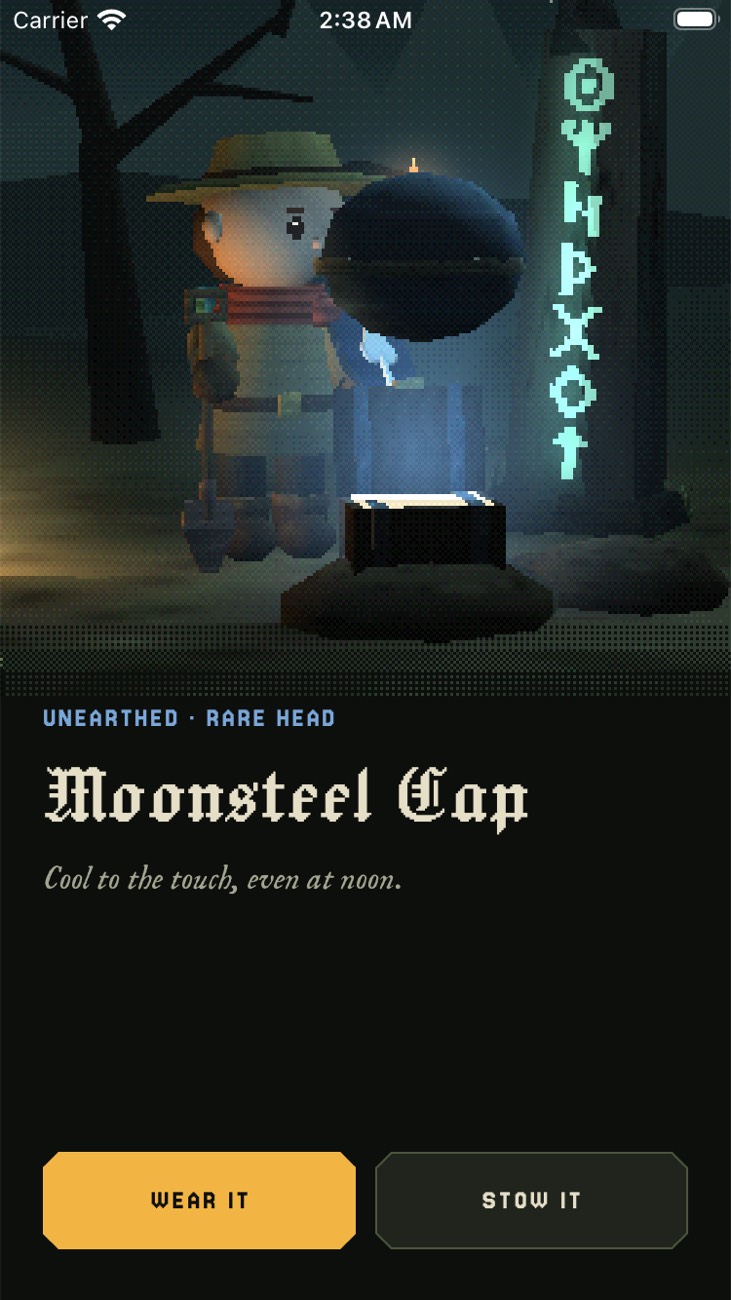 Carrier
2:38 AM
UNEARTHED · RARE HEAD
Moonsteel Cap
Cool to the touch, even at noon.
WEAR IT
STOW IT